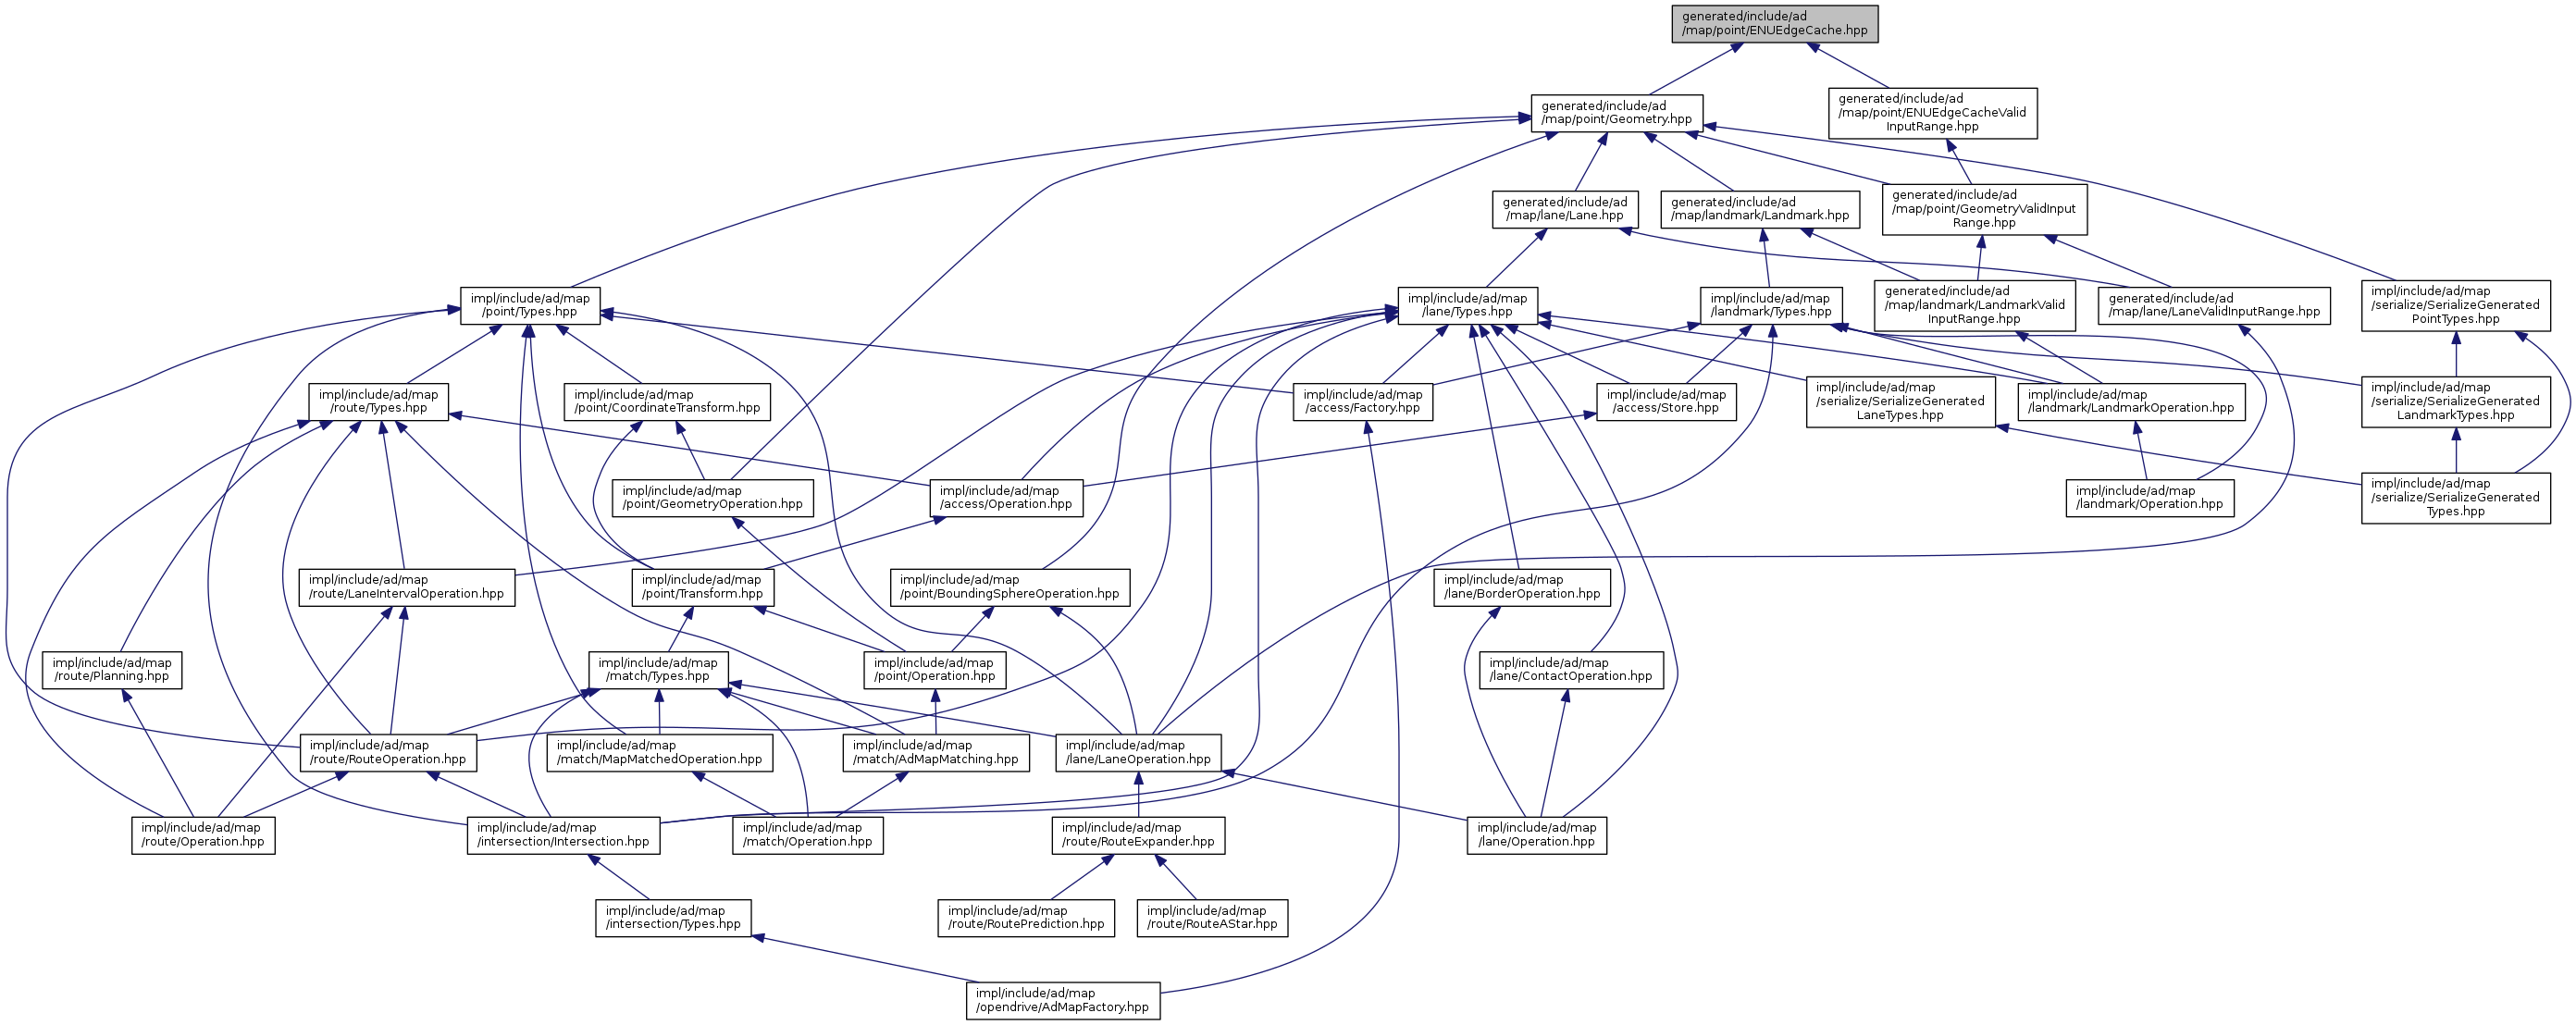 generated/include/ad
/map/point/ENUEdgeCache.hpp
generated/include/ad
/map/point/Geometry.hpp
generated/include/ad
/map/point/ENUEdgeCacheValid
InputRange.hpp
generated/include/ad
/map/lane/Lane.hpp
generated/include/ad
/map/landmark/Landmark.hpp
generated/include/ad
/map/point/GeometryValidInput
Range.hpp
impl/include/ad/map
/point/Types.hpp
impl/include/ad/map
/lane/Types.hpp
impl/include/ad/map
/landmark/Types.hpp
generated/include/ad
/map/landmark/LandmarkValid
InputRange.hpp
generated/include/ad
/map/lane/LaneValidInputRange.hpp
impl/include/ad/map
/serialize/SerializeGenerated
PointTypes.hpp
impl/include/ad/map
/route/Types.hpp
impl/include/ad/map
/point/CoordinateTransform.hpp
impl/include/ad/map
/access/Factory.hpp
impl/include/ad/map
/access/Store.hpp
impl/include/ad/map
/serialize/SerializeGenerated
LaneTypes.hpp
impl/include/ad/map
/landmark/LandmarkOperation.hpp
impl/include/ad/map
/serialize/SerializeGenerated
LandmarkTypes.hpp
impl/include/ad/map
/point/GeometryOperation.hpp
impl/include/ad/map
/access/Operation.hpp
impl/include/ad/map
/landmark/Operation.hpp
impl/include/ad/map
/serialize/SerializeGenerated
Types.hpp
impl/include/ad/map
/route/LaneIntervalOperation.hpp
impl/include/ad/map
/point/Transform.hpp
impl/include/ad/map
/point/BoundingSphereOperation.hpp
impl/include/ad/map
/lane/BorderOperation.hpp
impl/include/ad/map
/route/Planning.hpp
impl/include/ad/map
/match/Types.hpp
impl/include/ad/map
/point/Operation.hpp
impl/include/ad/map
/lane/ContactOperation.hpp
impl/include/ad/map
/route/RouteOperation.hpp
impl/include/ad/map
/match/MapMatchedOperation.hpp
impl/include/ad/map
/match/AdMapMatching.hpp
impl/include/ad/map
/lane/LaneOperation.hpp
impl/include/ad/map
/route/Operation.hpp
impl/include/ad/map
/intersection/Intersection.hpp
impl/include/ad/map
/match/Operation.hpp
impl/include/ad/map
/route/RouteExpander.hpp
impl/include/ad/map
/lane/Operation.hpp
impl/include/ad/map
/intersection/Types.hpp
impl/include/ad/map
/route/RoutePrediction.hpp
impl/include/ad/map
/route/RouteAStar.hpp
impl/include/ad/map
/opendrive/AdMapFactory.hpp